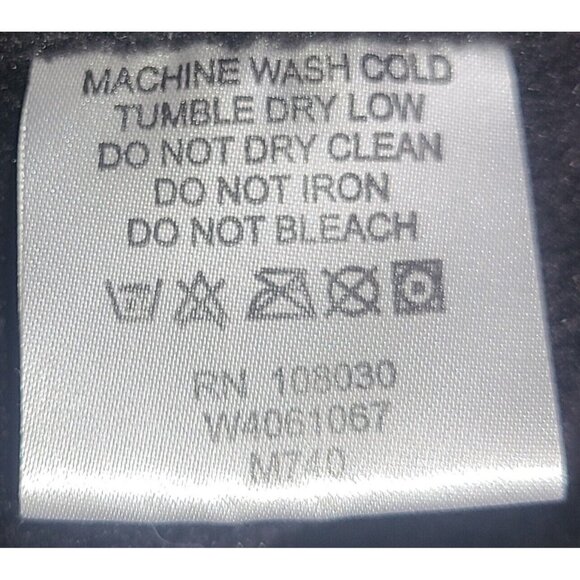 MACHINE WASH COLD
TUMBLE DRY LOW
DO NOT DRY CLEAN
DO NOT IRON
DO NOT BLEACH
RN 108030
W4061067
M740